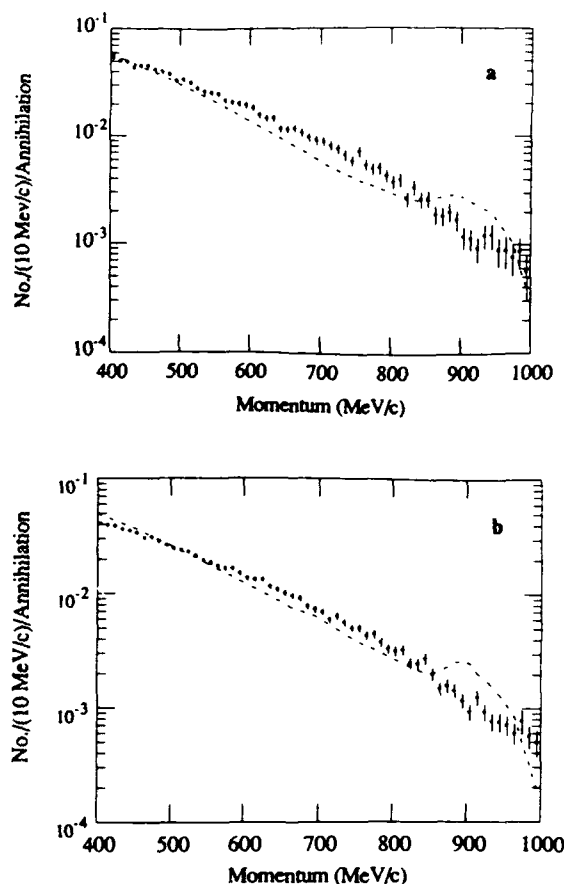 10-1
a
10-2
10-3
10-4
No./(10 Mev/c)/Annihilation
400 500 600 700 800 900 1000
Momentum (MeV/c)
10-1
b
10-2
10-3
10-4
No./(10 MeV/c)/Annihilation
400 500 600 700 800 900 1000
Momentum (MeV/c)